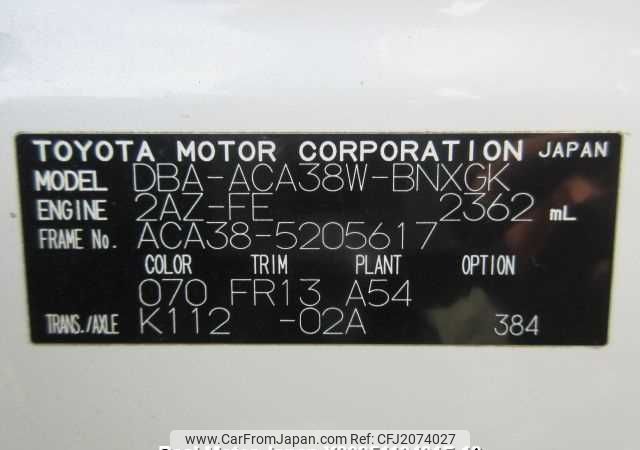 TOYOTA MOTOR CORPORATION JAPAN
MODEL DBA-ACA38W-BNXGK
ENGINE 2AZ-FE 2362 mL
FRAME No. ACA38-5205617
COLOR TRIM PLANT OPTION
070 FR13 A54
TRANS./AXLE K112 -02A 384
www.CarFromJapan.com Ref: CFJ2074027